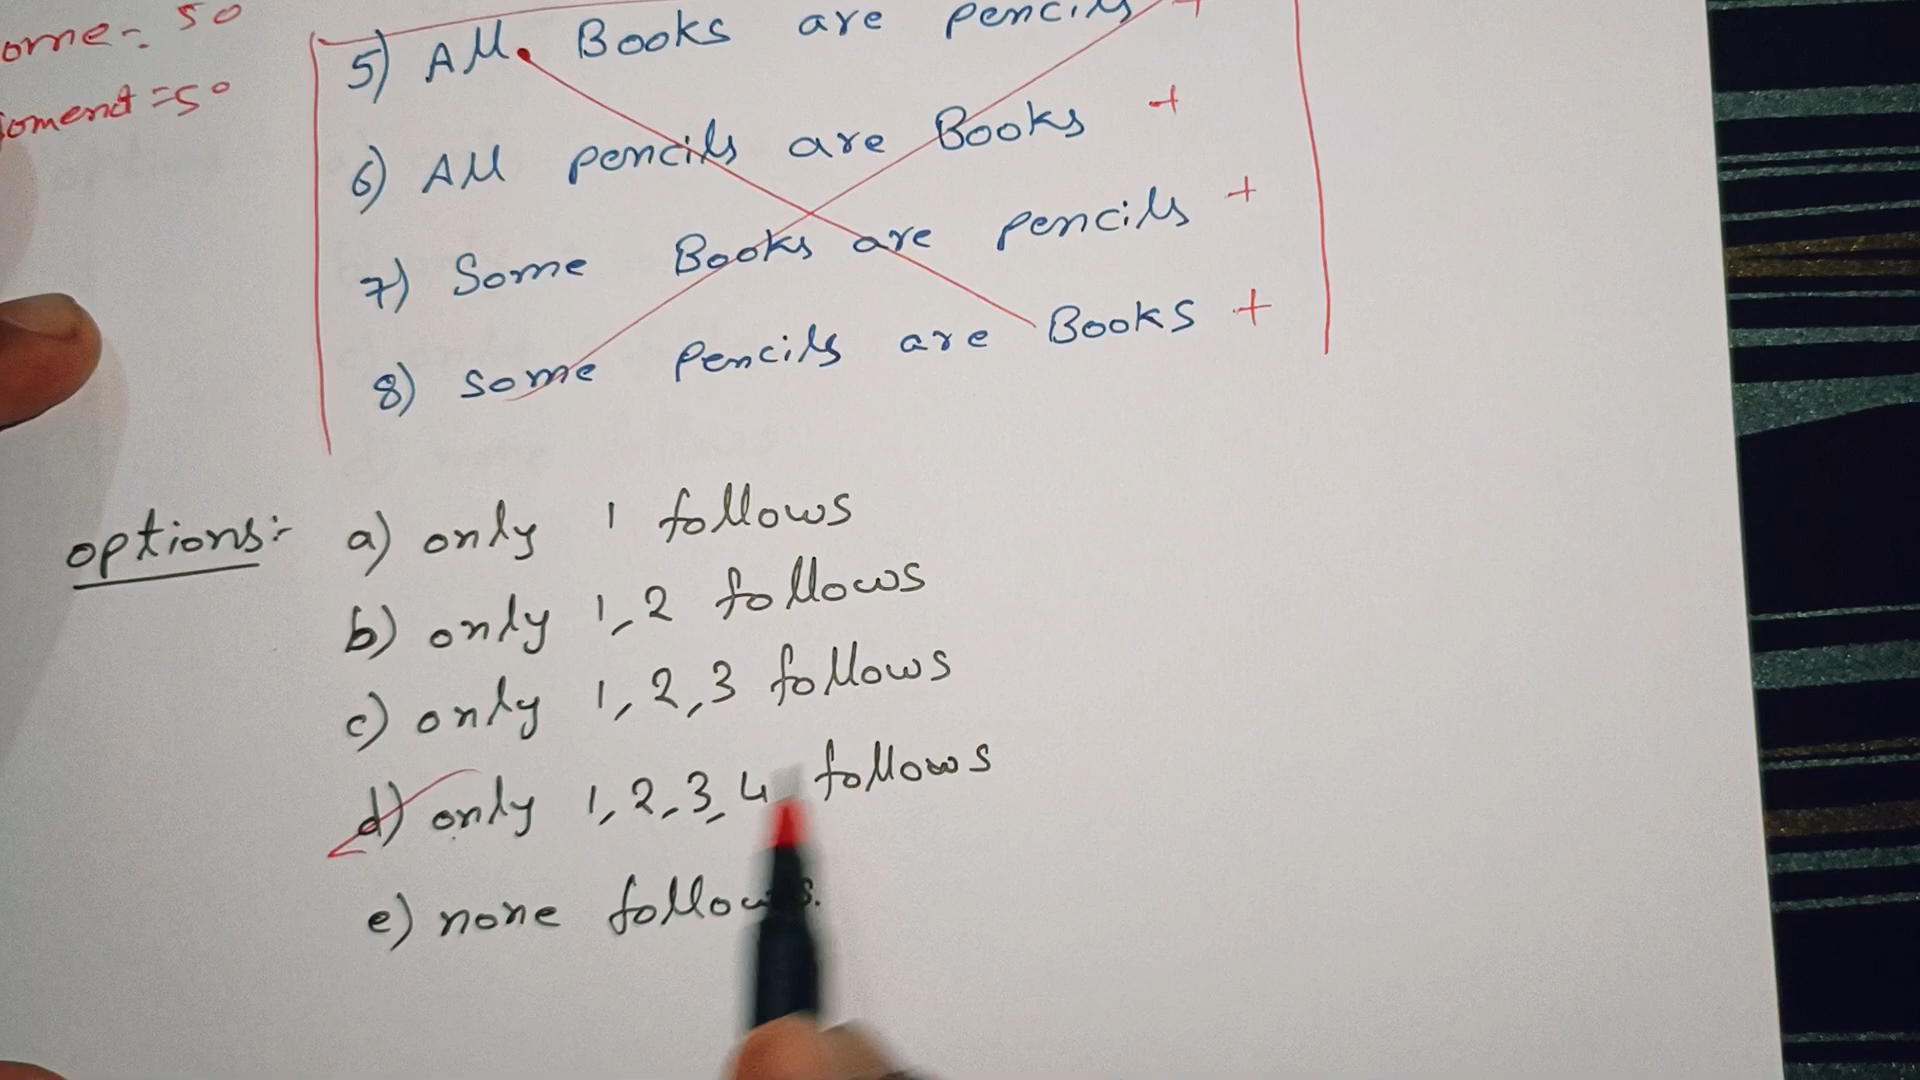 ome = 50
5) All Books are pencils +
oment = 50
6) All pencils are Books +
7) Some Books are pencils +
8) some pencils are Books +
options:- a) only 1 follows
b) only 1, 2 follows
c) only 1, 2, 3 follows
d) only 1, 2, 3, 4 follows
e) none follows.